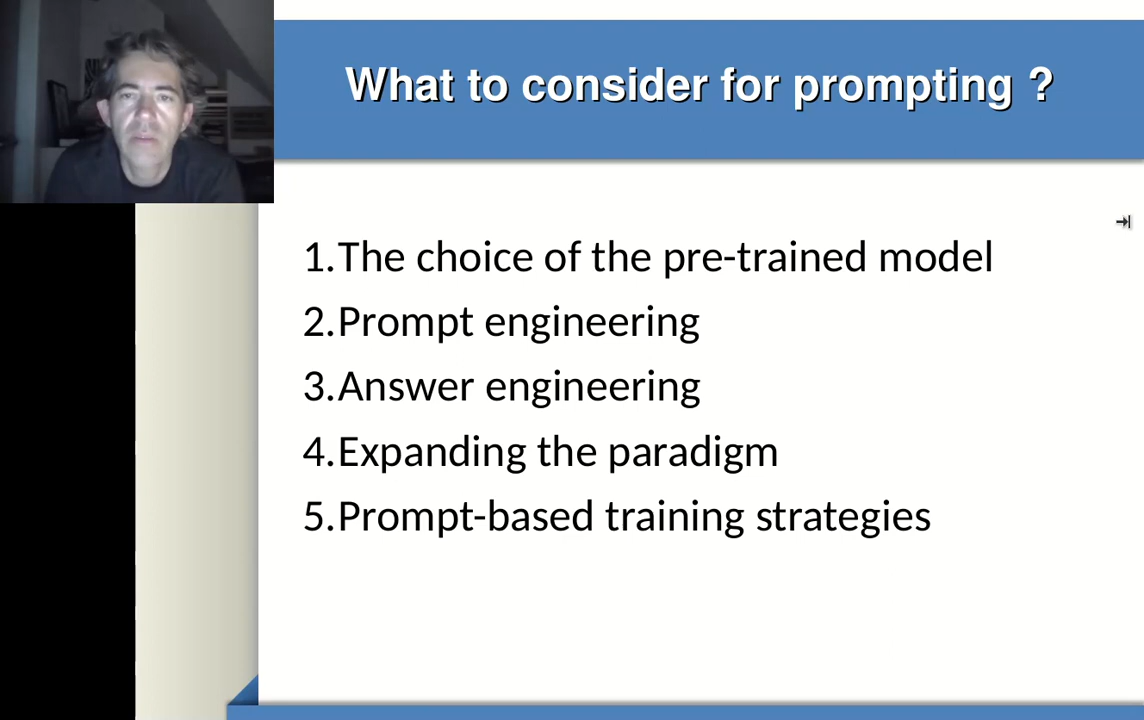 What to consider for prompting ?
1.The choice of the pre-trained model
2.Prompt engineering
3.Answer engineering
4.Expanding the paradigm
5.Prompt-based training strategies